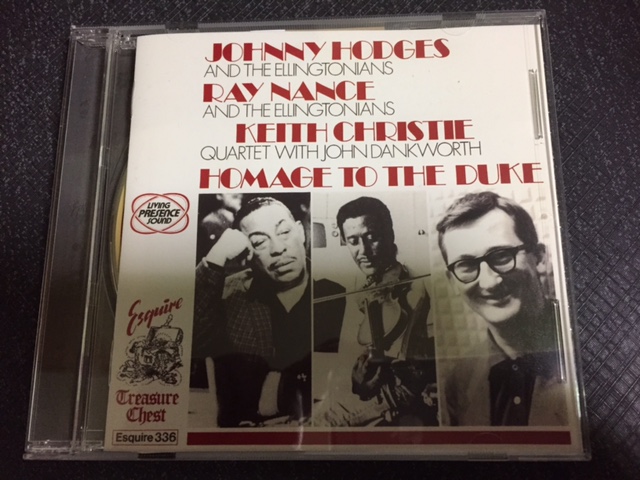 JOHNNY HODGES
AND THE ELLINGTONIANS
RAY NANCE
AND THE ELLINGTONIANS
KEITH CHRISTIE
QUARTET WITH JOHN DANKWORTH
HOMAGE TO THE DUKE
LIVING
PRESENCE
SOUND
Esquire
Treasure
Chest
Esquire 336